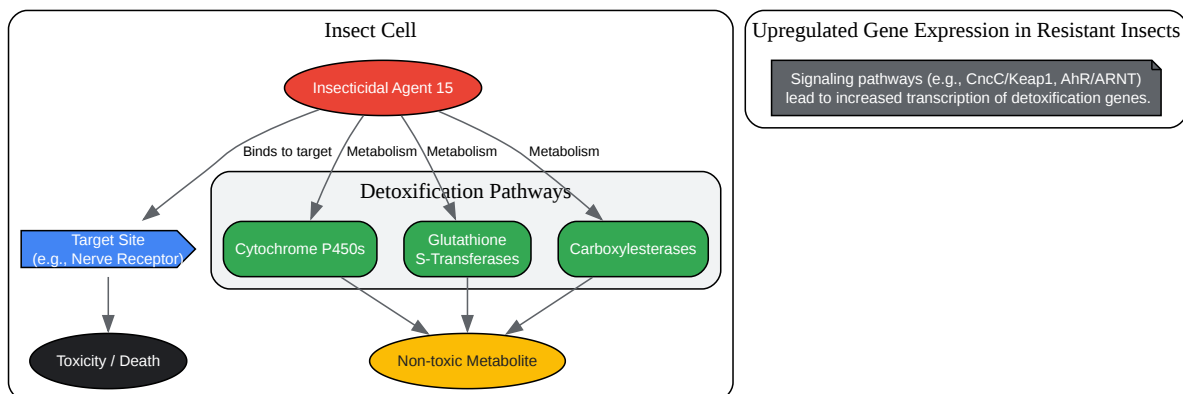 Insect Cell
Upregulated Gene Expression in Resistant Insects
Insecticidal Agent 15
Signaling pathways (e.g., CncC/Keap1, AhR/ARNT)
lead to increased transcription of detoxification genes.
Binds to target
Metabolism
Metabolism
Metabolism
Detoxification Pathways
Target Site
(e.g., Nerve Receptor)
Cytochrome P450s
Glutathione
S-Transferases
Carboxylesterases
Toxicity / Death
Non-toxic Metabolite